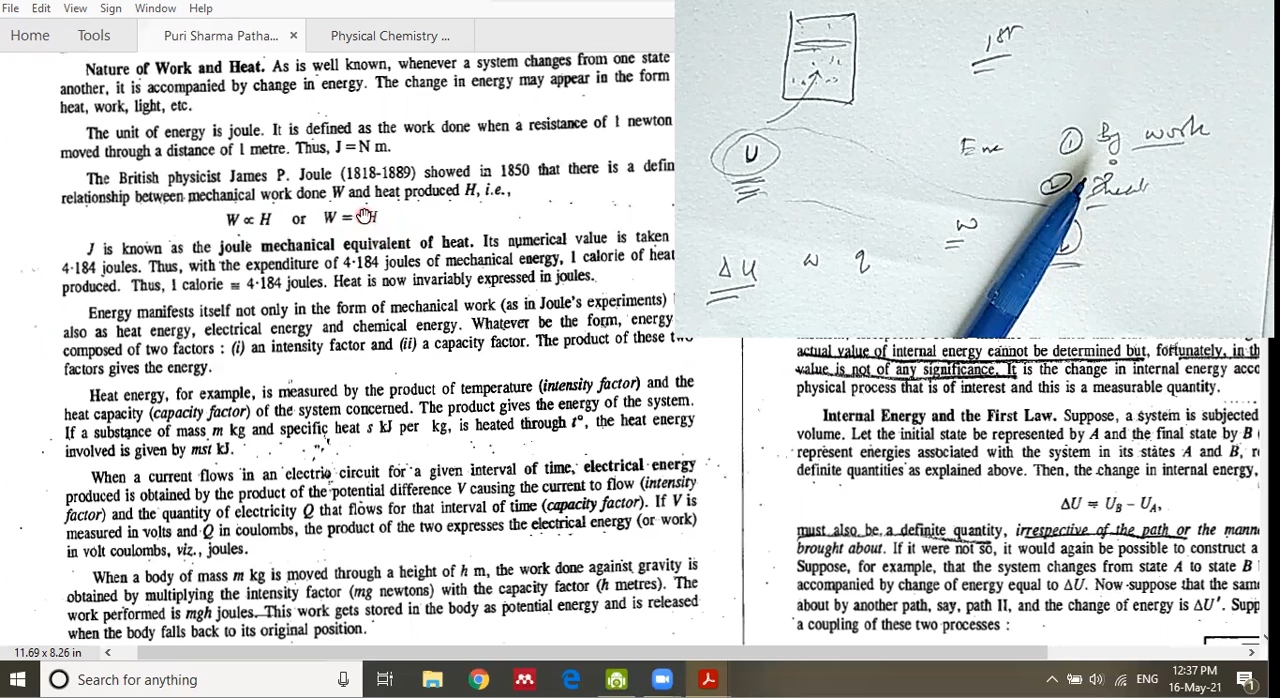 File Edit View Sign Window Help
Home Tools Puri Sharma Patha... × Physical Chemistry ...
Nature of Work and Heat. As is well known, whenever a system changes from one state
another, it is accompanied by change in energy. The change in energy may appear in the form
heat, work, light, etc.
The unit of energy is joule. It is defined as the work done when a resistance of 1 newton
moved through a distance of 1 metre. Thus, J=N m.
The British physicist James P. Joule (1818-1889) showed in 1850 that there is a defin
relationship between mechanical work done W and heat produced H, i.e.,
W ∝ H or W = H
J is known as the joule mechanical equivalent of heat. Its numerical value is taken
4·184 joules. Thus, with the expenditure of 4·184 joules of mechanical energy, 1 calorie of heat
produced. Thus, 1 calorie ≡ 4·184 joules. Heat is now invariably expressed in joules.
Energy manifests itself not only in the form of mechanical work (as in Joule's experiments)
also as heat energy, electrical energy and chemical energy. Whatever be the form, energy
composed of two factors : (i) an intensity factor and (ii) a capacity factor. The product of these two
factors gives the energy.
Heat energy, for example, is measured by the product of temperature (intensity factor) and the
heat capacity (capacity factor) of the system concerned. The product gives the energy of the system.
If a substance of mass m kg and specific heat s kJ per kg, is heated through t°, the heat energy
involved is given by mst kJ.
When a current flows in an electric circuit for a given interval of time, electrical energy
produced is obtained by the product of the potential difference V causing the current to flow (intensity
factor) and the quantity of electricity Q that flows for that interval of time (capacity factor). If V is
measured in volts and Q in coulombs, the product of the two expresses the electrical energy (or work)
in volt coulombs, viz., joules.
When a body of mass m kg is moved through a height of h m, the work done against gravity is
obtained by multiplying the intensity factor (mg newtons) with the capacity factor (h metres). The
work performed is mgh joules. This work gets stored in the body as potential energy and is released
when the body falls back to its original position.
1st
U
① By work
② heat
w
ΔU w q
actual value of internal energy cannot be determined but, fortunately, in th
value is not of any significance. It is the change in internal energy acco
physical process that is of interest and this is a measurable quantity.
Internal Energy and the First Law. Suppose, a system is subjected
volume. Let the initial state be represented by A and the final state by B
represent energies associated with the system in its states A and B, r
definite quantities as explained above. Then, the change in internal energy,
ΔU = U_B − U_A,
must also be a definite quantity, irrespective of the path or the manne
brought about. If it were not so, it would again be possible to construct a
Suppose, for example, that the system changes from state A to state B
accompanied by change of energy equal to ΔU. Now suppose that the same
about by another path, say, path II, and the change of energy is ΔU'. Supp
a coupling of these two processes :
11.69 x 8.26 in
Search for anything
ENG
12:37 PM
16-May-21
1